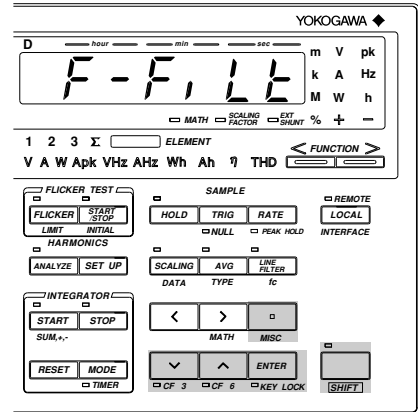 YOKOGAWA ◆
D hour min sec
F-F, Lt
m V pk
k A Hz
M W h
% + −
MATH SCALING FACTOR EXT SHUNT
1 2 3 Σ ELEMENT
V A W Apk VHz AHz Wh Ah η THD
< FUNCTION >
FLICKER TEST SAMPLE
REMOTE
FLICKER START/STOP HOLD TRIG RATE LOCAL
LIMIT INITIAL NULL PEAK HOLD INTERFACE
HARMONICS
ANALYZE SET UP SCALING AVG LINE FILTER
DATA TYPE fc
INTEGRATOR
START STOP < >
SUM,+,- MATH MISC
RESET MODE ENTER
TIMER CF 3 CF 6 KEY LOCK SHIFT